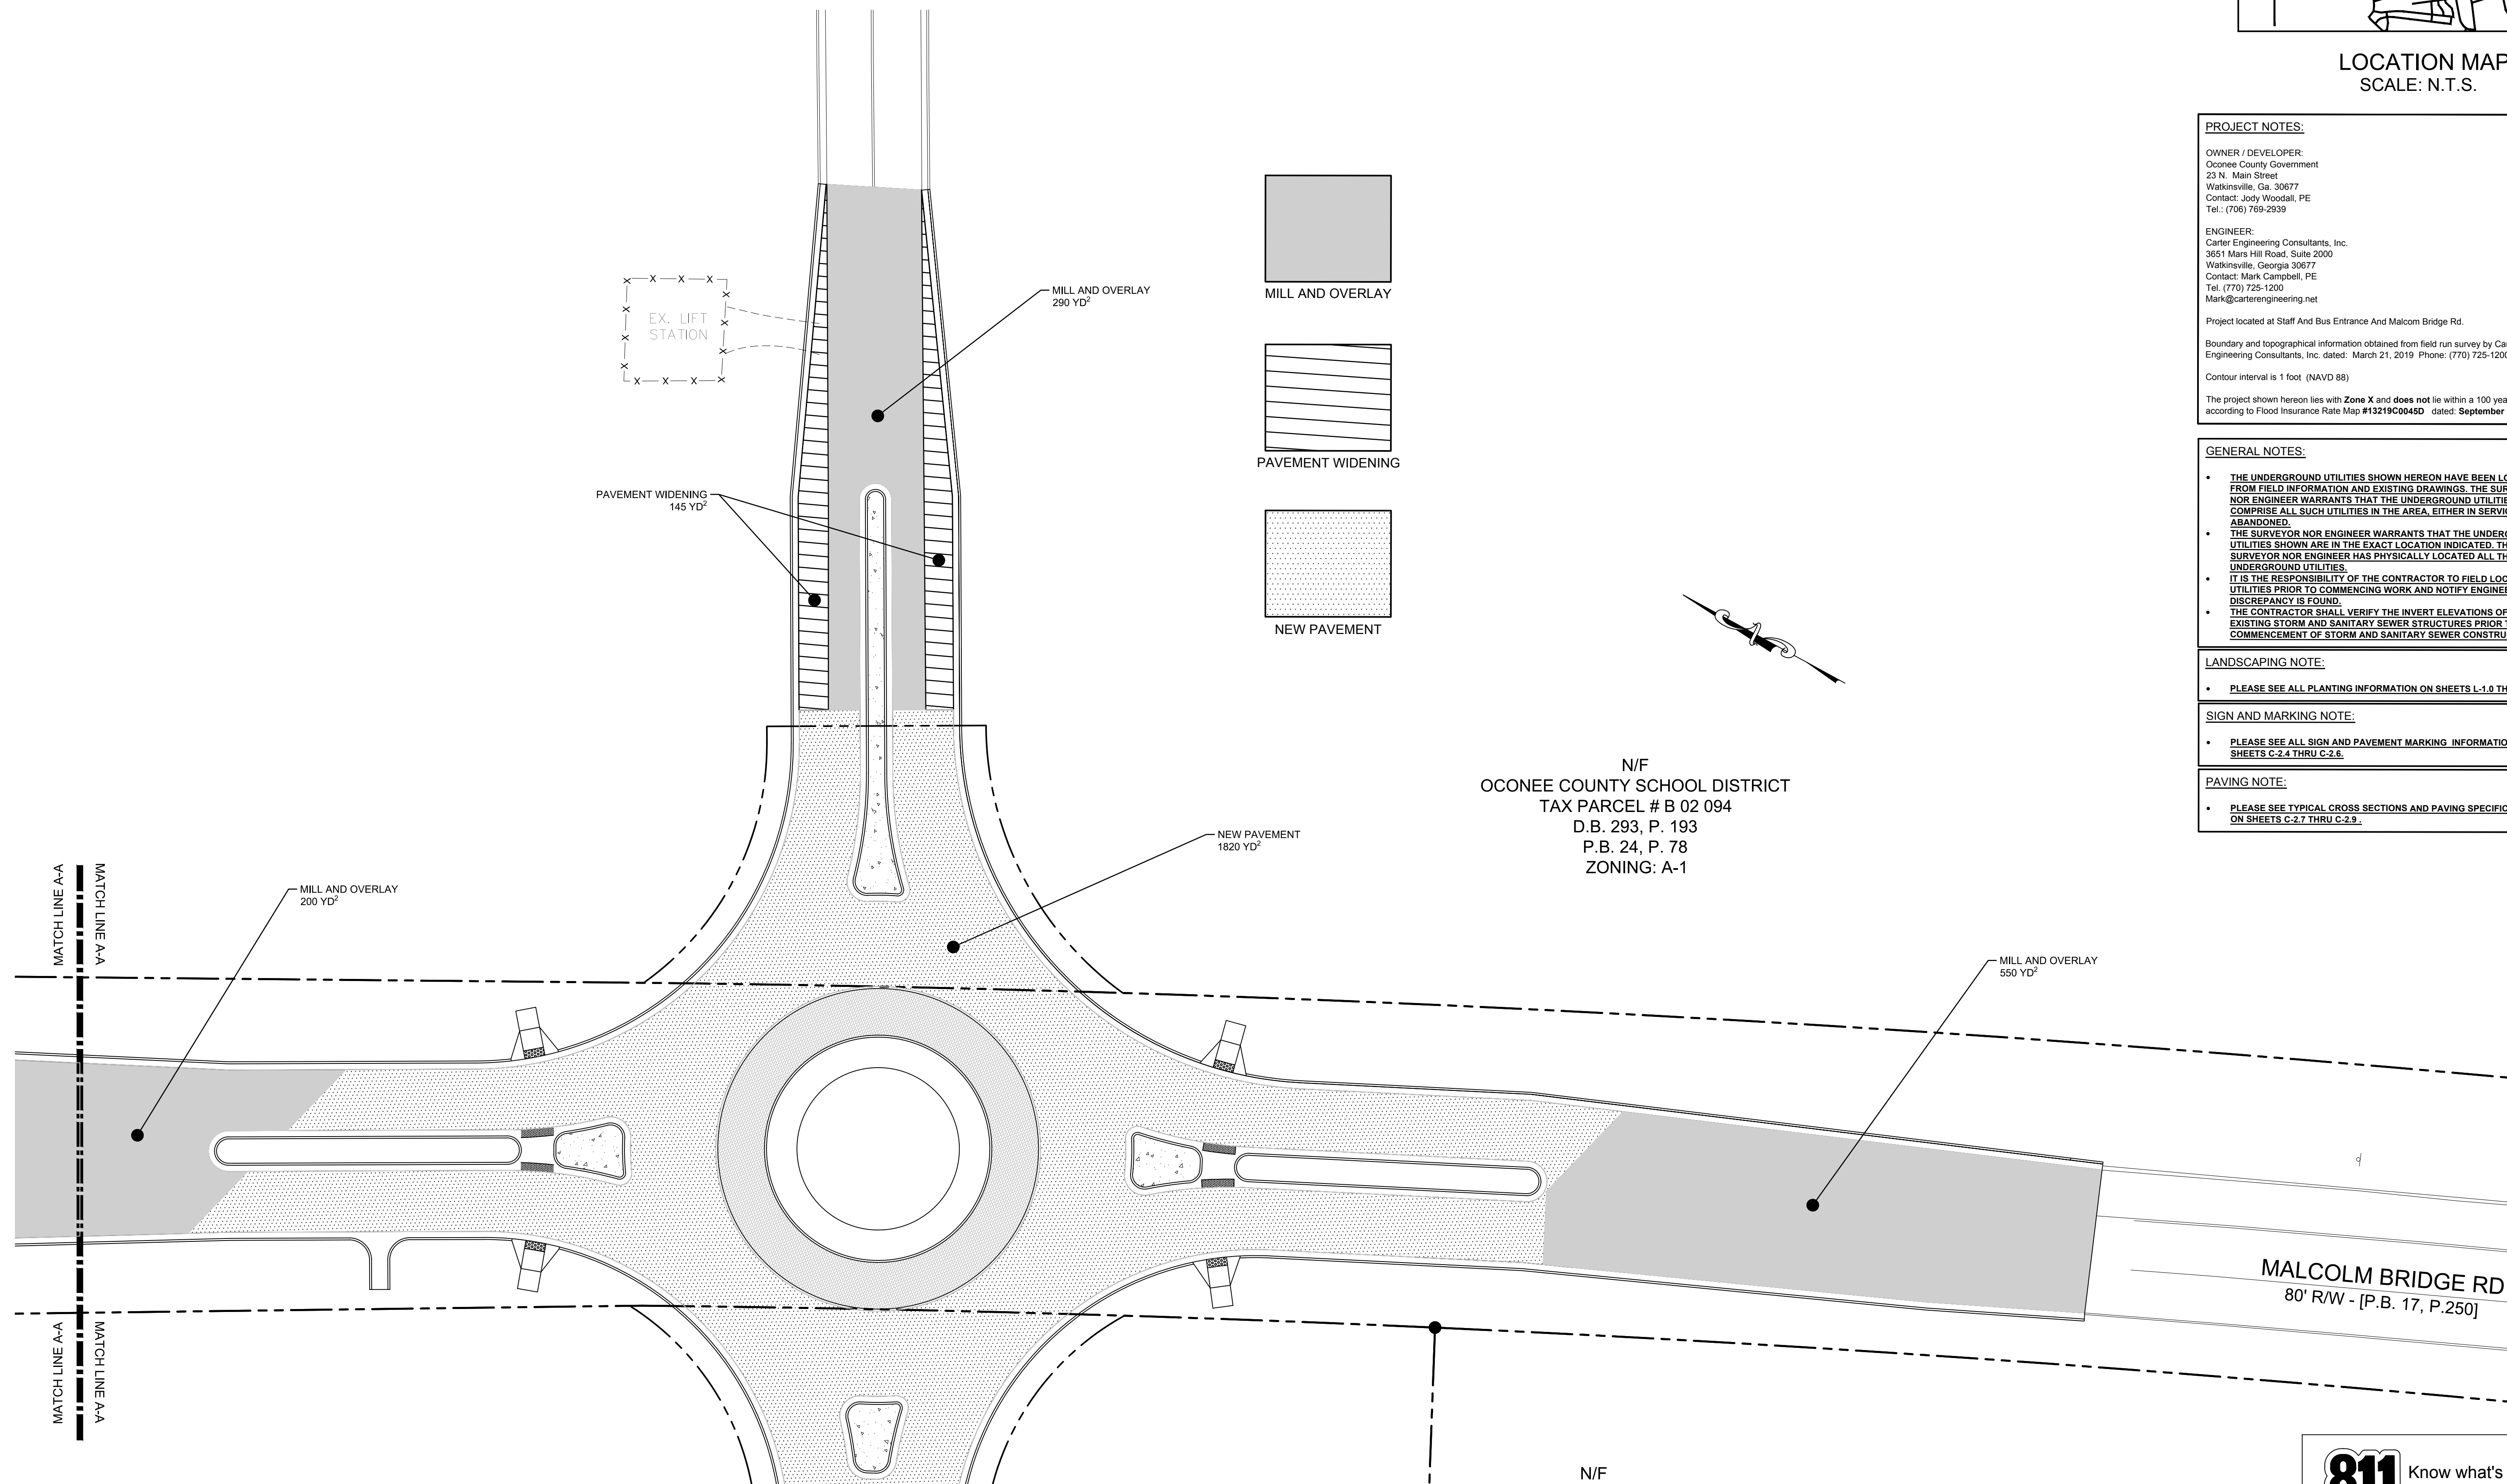 LOCATION MAP
SCALE: N.T.S.
PROJECT NOTES:
OWNER / DEVELOPER:
Oconee County Government
23 N. Main Street
Watkinsville, Ga. 30677
Contact: Jody Woodall, PE
Tel.: (706) 769-2939
ENGINEER:
Carter Engineering Consultants, Inc.
3651 Mars Hill Road, Suite 2000
Watkinsville, Georgia 30677
Contact: Mark Campbell, PE
Tel. (770) 725-1200
Mark@carterengineering.net
Project located at Staff And Bus Entrance And Malcom Bridge Rd.
Boundary and topographical information obtained from field run survey by
Engineering Consultants, Inc. dated: March 21, 2019 Phone: (770) 725-1200
Contour interval is 1 foot (NAVD 88)
The project shown hereon lies with Zone X and does not lie within a 100
according to Flood Insurance Rate Map #13219C0045D dated: September
GENERAL NOTES:
• THE UNDERGROUND UTILITIES SHOWN HEREON HAVE BEEN
FROM FIELD INFORMATION AND EXISTING DRAWINGS. THE
NOR ENGINEER WARRANTS THAT THE UNDERGROUND
COMPRISE ALL SUCH UTILITIES IN THE AREA, EITHER IN
ABANDONED.
• THE SURVEYOR NOR ENGINEER WARRANTS THAT THE
UTILITIES SHOWN ARE IN THE EXACT LOCATION INDICATED.
SURVEYOR NOR ENGINEER HAS PHYSICALLY LOCATED ALL
UNDERGROUND UTILITIES.
• IT IS THE RESPONSIBILITY OF THE CONTRACTOR TO FIELD
UTILITIES PRIOR TO COMMENCING WORK AND NOTIFY
DISCREPANCY IS FOUND.
• THE CONTRACTOR SHALL VERIFY THE INVERT ELEVATIONS OF
EXISTING STORM AND SANITARY SEWER STRUCTURES PRIOR
COMMENCEMENT OF STORM AND SANITARY SEWER
LANDSCAPING NOTE:
• PLEASE SEE ALL PLANTING INFORMATION ON SHEETS L-1.0
SIGN AND MARKING NOTE:
• PLEASE SEE ALL SIGN AND PAVEMENT MARKING
SHEETS C-2.4 THRU C-2.6.
PAVING NOTE:
• PLEASE SEE TYPICAL CROSS SECTIONS AND PAVING
ON SHEETS C-2.7 THRU C-2.9 .
MILL AND OVERLAY
PAVEMENT WIDENING
NEW PAVEMENT
EX. LIFT
STATION
MILL AND OVERLAY
290 YD²
PAVEMENT WIDENING
145 YD²
N/F
OCONEE COUNTY SCHOOL DISTRICT
TAX PARCEL # B 02 094
D.B. 293, P. 193
P.B. 24, P. 78
ZONING: A-1
NEW PAVEMENT
1820 YD²
MILL AND OVERLAY
200 YD²
MILL AND OVERLAY
550 YD²
MATCH LINE A-A
MATCH LINE A-A
MATCH LINE A-A
MATCH LINE A-A
MALCOLM BRIDGE RD
80' R/W - [P.B. 17, P.250]
N/F
811
Know what's